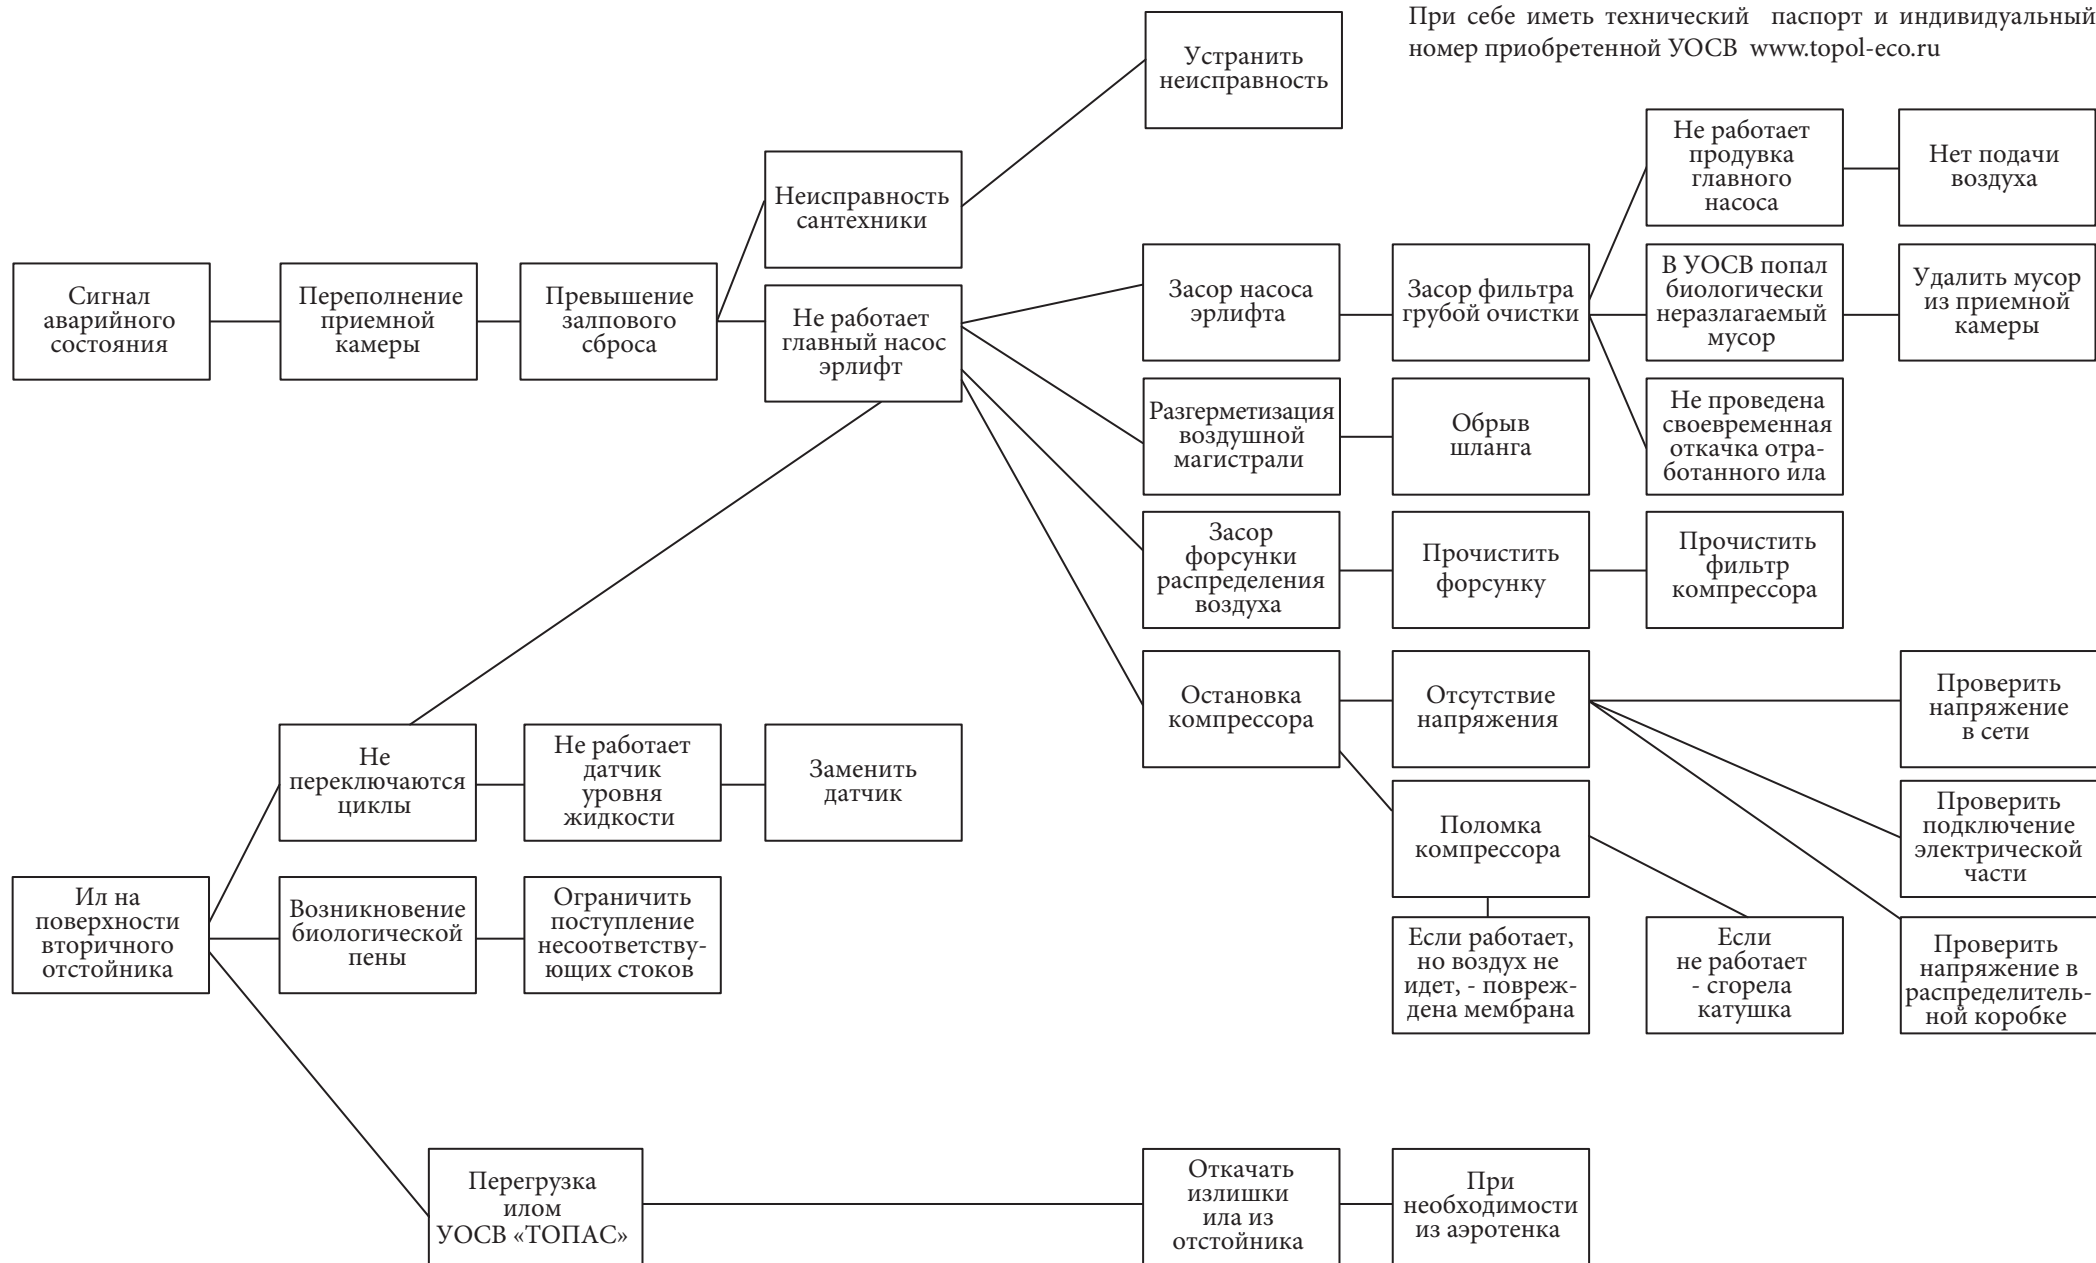 При себе иметь технический паспорт и индивидуальный
номер приобретенной УОСВ www.topol-eco.ru
Устранить
неисправность
Неисправность
сантехники
Сигнал
аварийного
состояния
Переполнение
приемной
камеры
Превышение
залпового
сброса
Не работает
главный насос
эрлифт
Засор насоса
эрлифта
Засор фильтра
грубой очистки
Не работает
продувка
главного
насоса
Нет подачи
воздуха
В УОСВ попал
биологически
неразлагаемый
мусор
Удалить мусор
из приемной
камеры
Не проведена
своевременная
откачка отра-
ботанного ила
Разгерметизация
воздушной
магистрали
Обрыв
шланга
Засор
форсунки
распределения
воздуха
Прочистить
форсунку
Прочистить
фильтр
компрессора
Остановка
компрессора
Отсутствие
напряжения
Проверить
напряжение
в сети
Проверить
подключение
электрической
части
Проверить
напряжение в
распределитель-
ной коробке
Поломка
компрессора
Если работает,
но воздух не
идет, - повреж-
дена мембрана
Если
не работает
- сгорела
катушка
Ил на
поверхности
вторичного
отстойника
Не
переключаются
циклы
Не работает
датчик
уровня
жидкости
Заменить
датчик
Возникновение
биологической
пены
Ограничить
поступление
несоответству-
ющих стоков
Перегрузка
илом
УОСВ «ТОПАС»
Откачать
излишки
ила из
отстойника
При
необходимости
из аэротенка